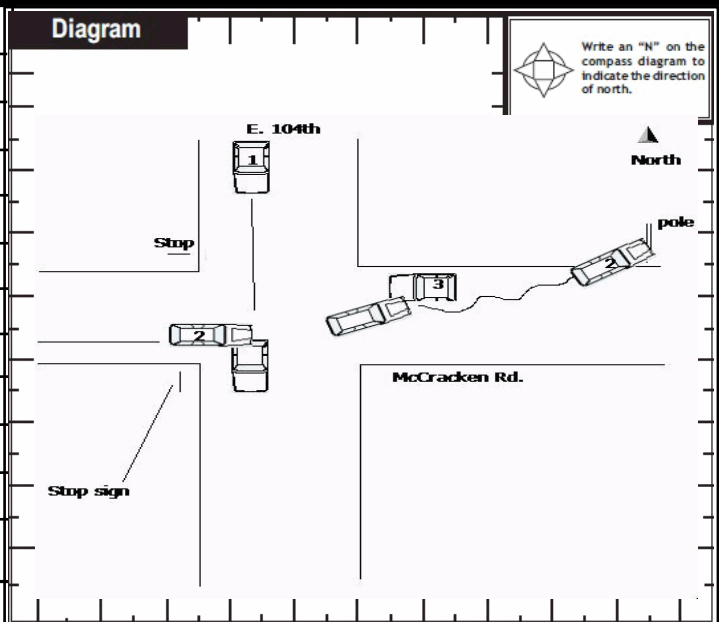 Diagram
Write an “N” on the
compass diagram to
indicate the direction
of north.
E. 104th
1
North
Stop
pole
2
3
2
McCracken Rd.
Stop sign